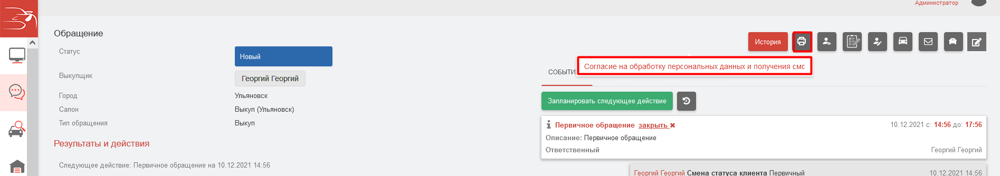 Администратор
Обращение
История
Статус
Новый
Согласие на обработку персональных данных и получения смс
СОБЫТИ
Выкупщик
Георгий Георгий
Город
Ульяновск
Запланировать следующее действие
Салон
Выкуп (Ульяновск)
Тип обращения
Выкуп
Первичное обращение закрыть
10.12.2021 с: 14:56 до: 17:56
Описание: Первичное обращение
Результаты и действия
Ответственный
Георгий Георгий
Следующее действие: Первичное обращение на 10.12.2021 14:56
Георгий Георгий Смена статуса клиента Первичный
10.12.2021 14:56